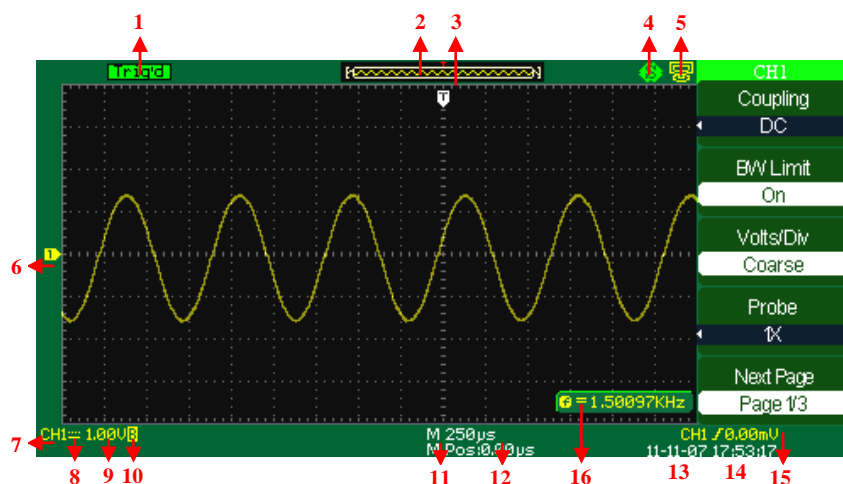 1 2 3 4 5
Trig'd CH1
T
Coupling
DC
BW Limit
On
Volts/Div
Coarse
Probe
1X
Next Page
Page 1/3
1
6
f = 1.50097KHz
7 CH1 1.00V B M 250µs CH1 0.00mV
M Pos:0.00µs 11-11-07 17:53:17
8 9 10 11 12 16 13 14 15